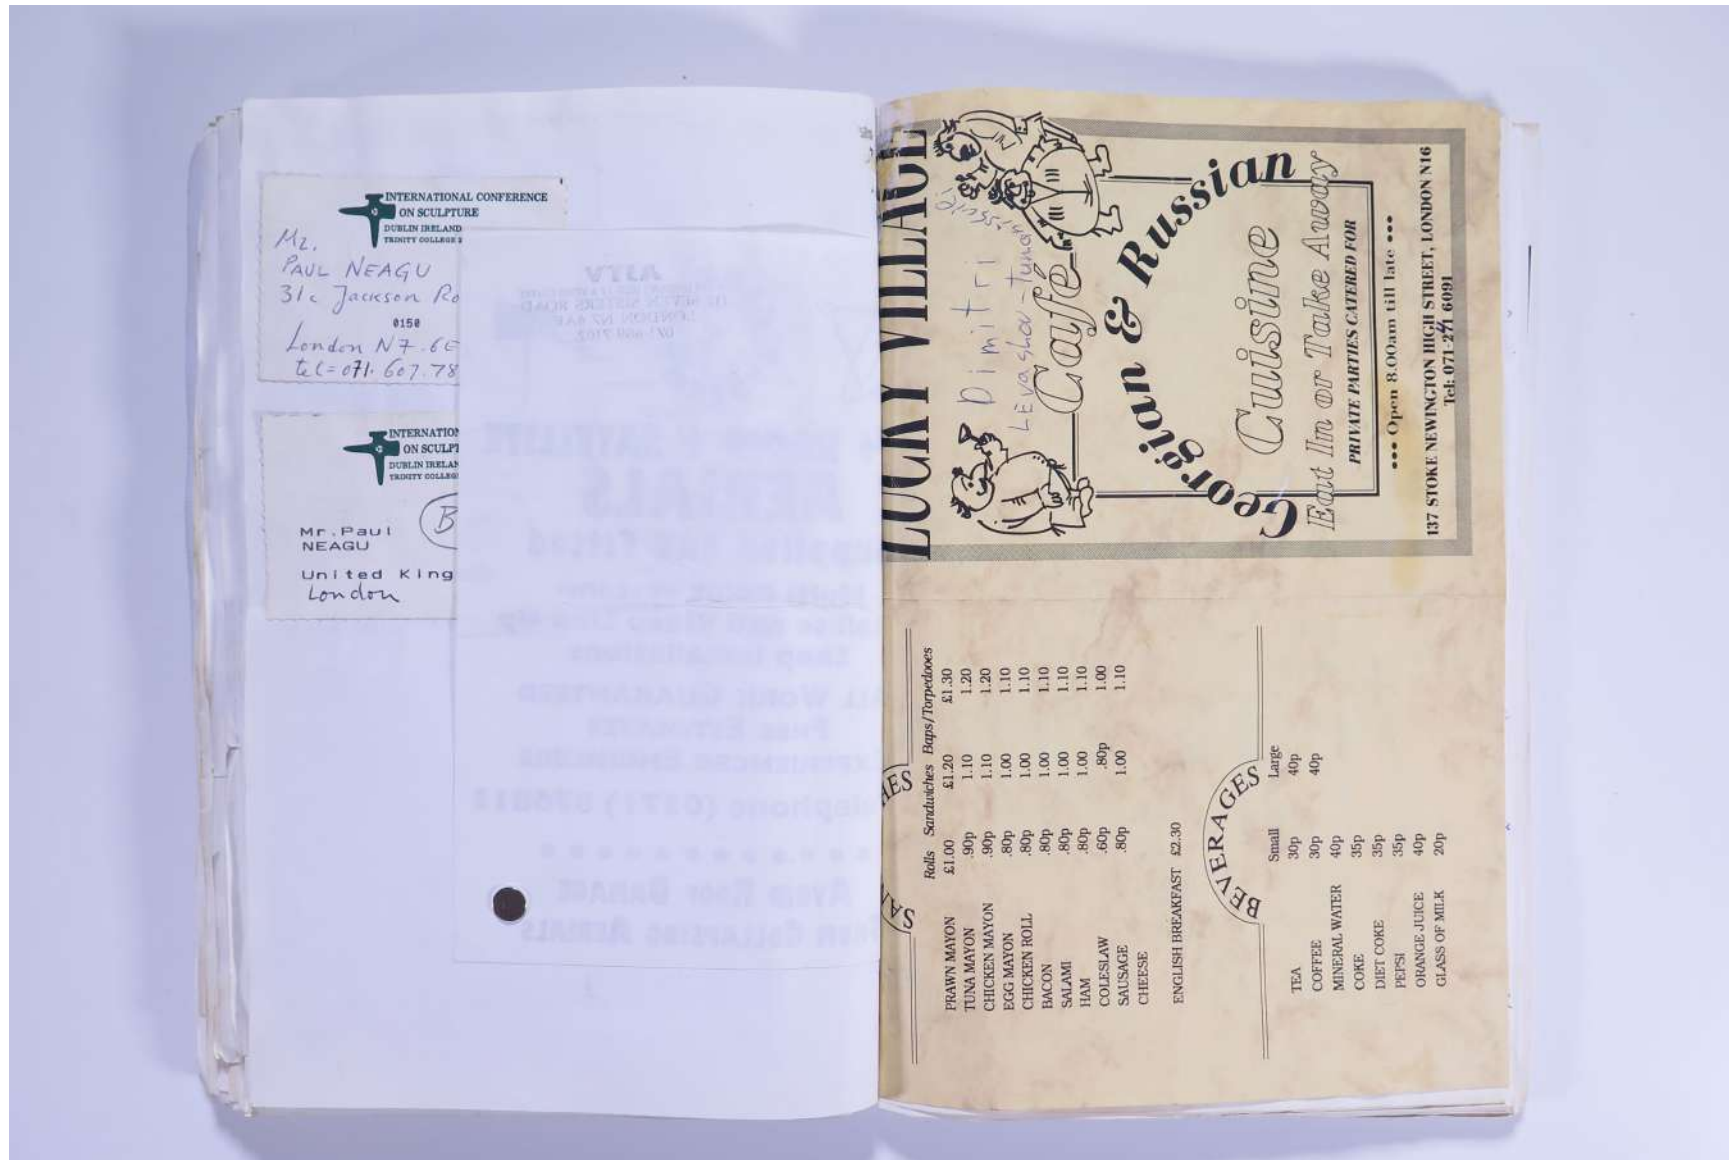 INTERNATIONAL CONFERENCE
ON SCULPTURE
DUBLIN IRELAND
TRINITY COLLEGE
Mr.
PAUL NEAGU
31c Jackson Ro
0150
London N7.6E
tel=071.607.78
INTERNATION
ON SCULPT
DUBLIN IRELAN
TRINITY COLLEG
B
Mr.Paul
NEAGU
United King
London
LUCKY VILLAGE
Dimitri
Café
Georgian & Russian
Cuisine
Eat In or Take Away
PRIVATE PARTIES CATERED FOR
••• Open 8.00am till late •••
137 STOKE NEWINGTON HIGH STREET, LONDON N16
Tel: 071-241 6091
SAN HES
Rolls Sandwiches Baps/Torpedooes
PRAWN MAYON £1.00 £1.20 £1.30
TUNA MAYON .90p 1.10 1.20
CHICKEN MAYON .90p 1.10 1.20
EGG MAYON .80p 1.00 1.10
CHICKEN ROLL .80p 1.00 1.10
BACON .80p 1.00 1.10
SALAMI .80p 1.00 1.10
HAM .80p 1.00 1.10
COLESLAW .60p .80p 1.00
SAUSAGE .80p 1.00 1.10
CHEESE
ENGLISH BREAKFAST £2.30
BEVERAGES
Small Large
TEA 30p 40p
COFFEE 30p 40p
MINERAL WATER 40p
COKE 35p
DIET COKE 35p
PEPSI 35p
ORANGE JUICE 40p
GLASS OF MILK 20p